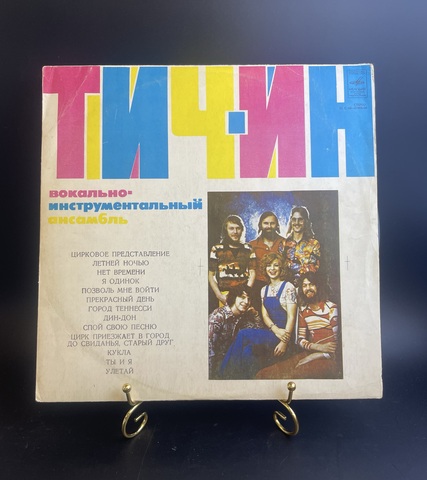 ТИЧ-ИН
вокально-
инструментальный
ансамбль
ЦИРКОВОЕ ПРЕДСТАВЛЕНИЕ
ЛЕТНЕЙ НОЧЬЮ
НЕТ ВРЕМЕНИ
Я ОДИНОК
ПОЗВОЛЬ МНЕ ВОЙТИ
ПРЕКРАСНЫЙ ДЕНЬ
ГОРОД ТЕННЕССИ
ДИН-ДОН
СПОЙ СВОЮ ПЕСНЮ
ЦИРК ПРИЕЗЖАЕТ В ГОРОД
ДО СВИДАНЬЯ, СТАРЫЙ ДРУГ
КУКЛА
ТЫ И Я
УЛЕТАЙ